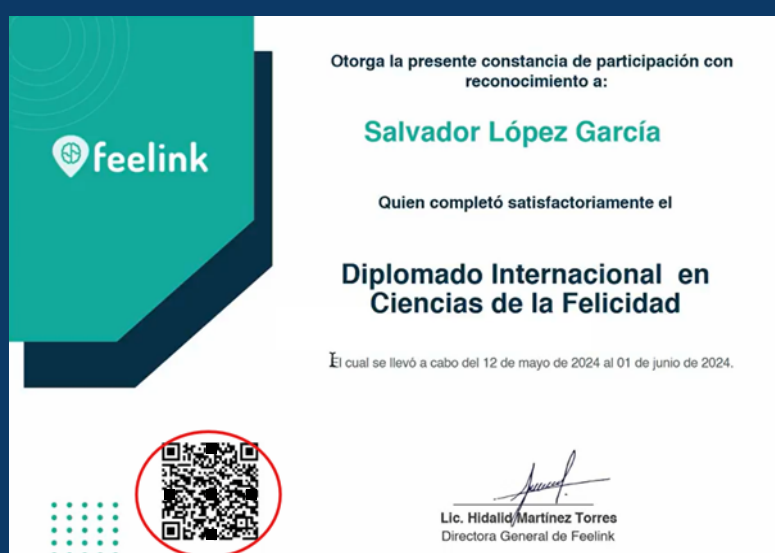 feelink
Otorga la presente constancia de participación con
reconocimiento a:
Salvador López García
Quien completó satisfactoriamente el
Diplomado Internacional en
Ciencias de la Felicidad
El cual se llevó a cabo del 12 de mayo de 2024 al 01 de junio de 2024.
Lic. Hidalid Martínez Torres
Directora General de Feelink